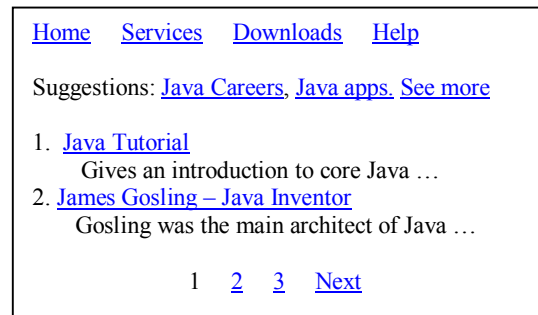 Home Services Downloads Help
Suggestions: Java Careers, Java apps. See more
1. Java Tutorial
Gives an introduction to core Java …
2. James Gosling – Java Inventor
Gosling was the main architect of Java …
1 2 3 Next